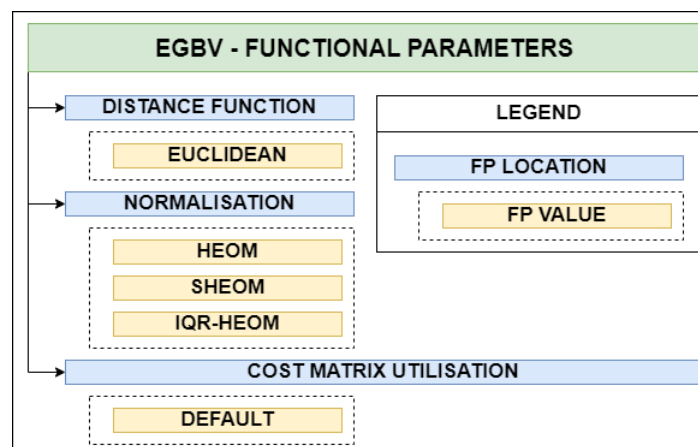 EGBV - FUNCTIONAL PARAMETERS
DISTANCE FUNCTION
EUCLIDEAN
NORMALISATION
HEOM
SHEOM
IQR-HEOM
COST MATRIX UTILISATION
DEFAULT
LEGEND
FP LOCATION
FP VALUE